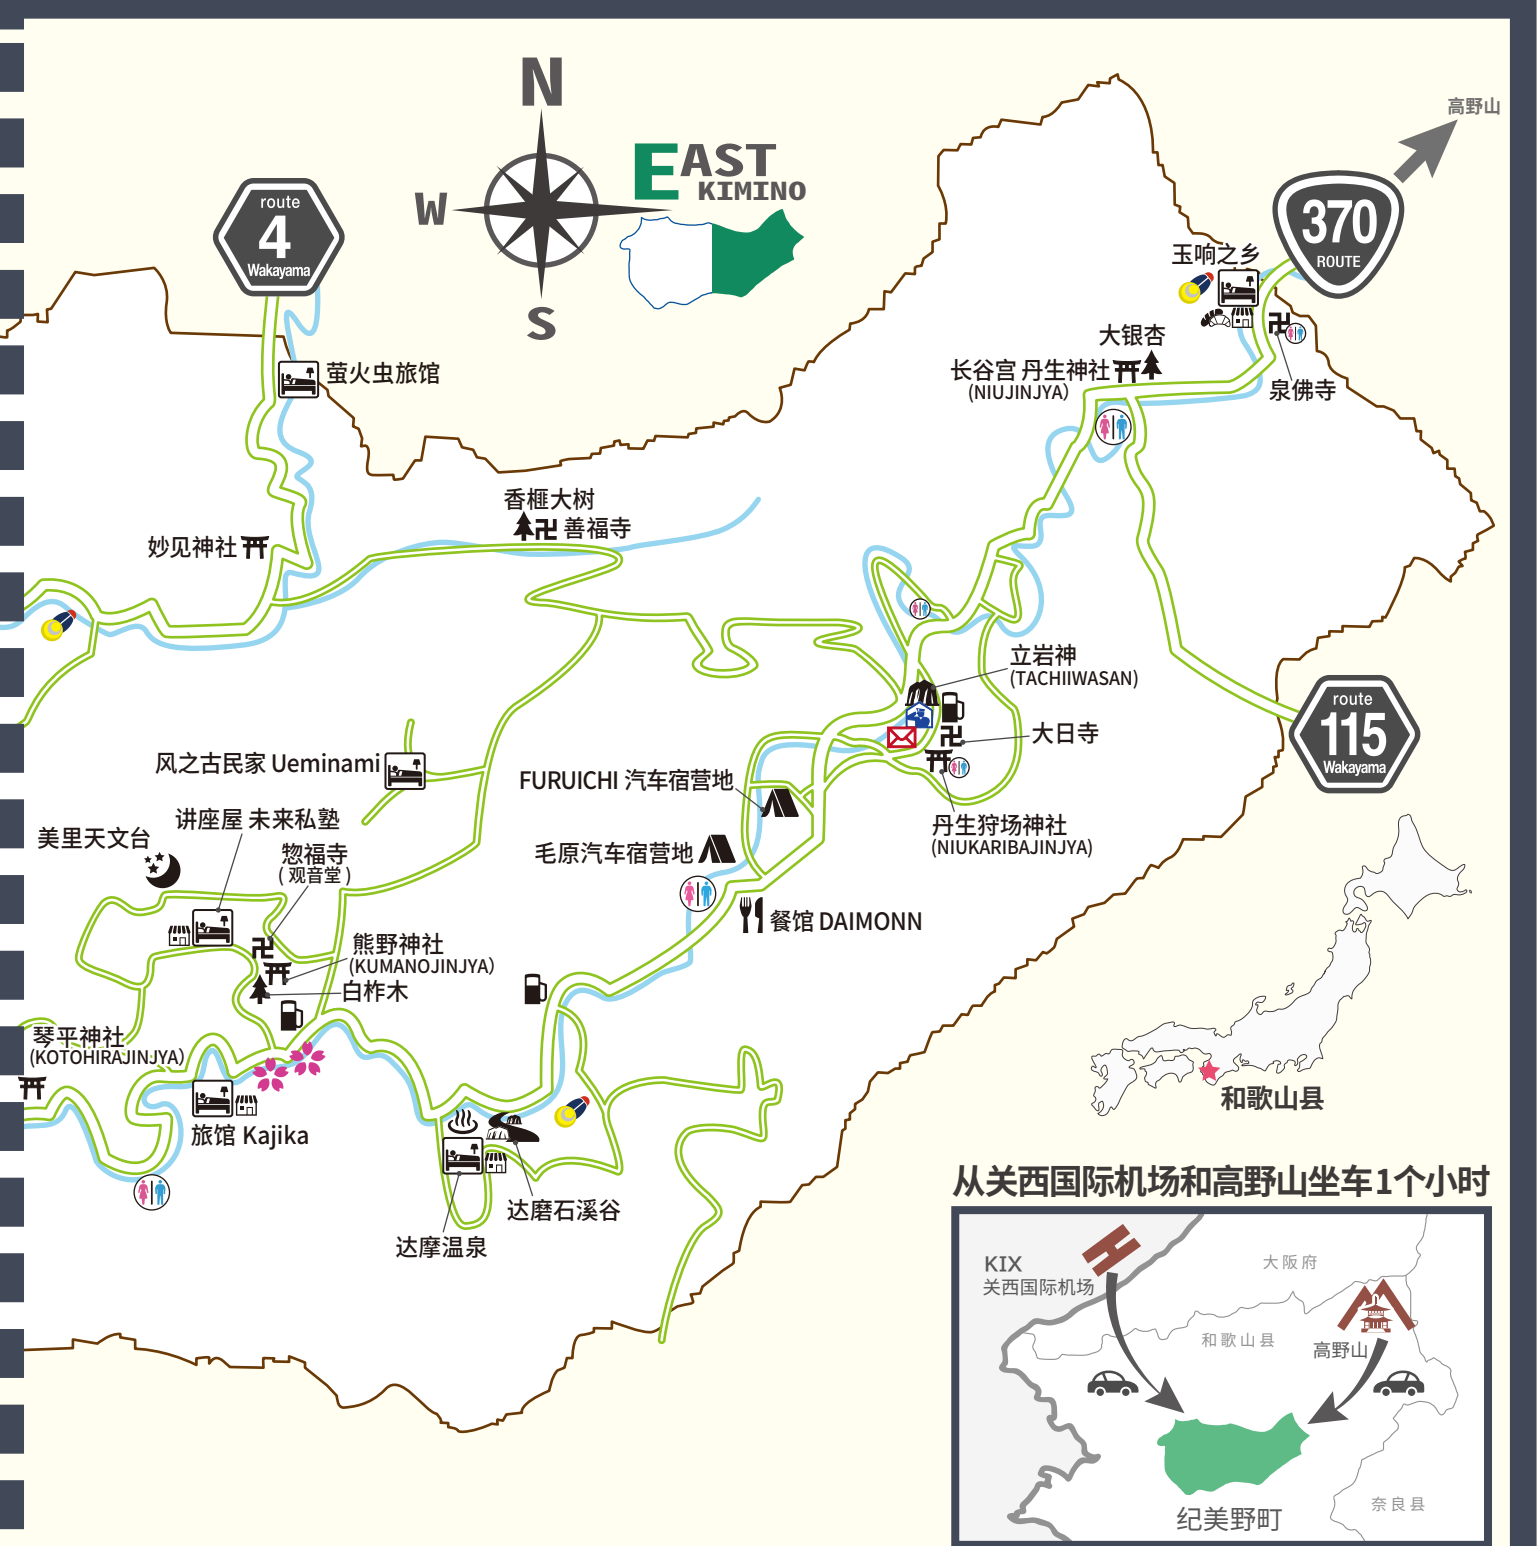 N
W
S
EAST
KIMINO
高野山
route
4
Wakayama
370
ROUTE
玉响之乡
大银杏
长谷宫 丹生神社
(NIUJINJYA)
泉佛寺
萤火虫旅馆
香榧大树
善福寺
妙见神社
立岩神
(TACHIIWASAN)
大日寺
route
115
Wakayama
风之古民家 Ueminami
FURUICHI 汽车宿营地
讲座屋 未来私塾
美里天文台
惣福寺
( 观音堂 )
毛原汽车宿营地
丹生狩场神社
(NIUKARIBAJINJYA)
餐馆 DAIMONN
熊野神社
(KUMANOJINJYA)
白柞木
琴平神社
(KOTOHIRAJINJYA)
旅馆 Kajika
和歌山县
达磨石溪谷
达摩温泉
从关西国际机场和高野山坐车1个小时
KIX
关西国际机场
大阪府
和歌山县
高野山
奈良县
纪美野町